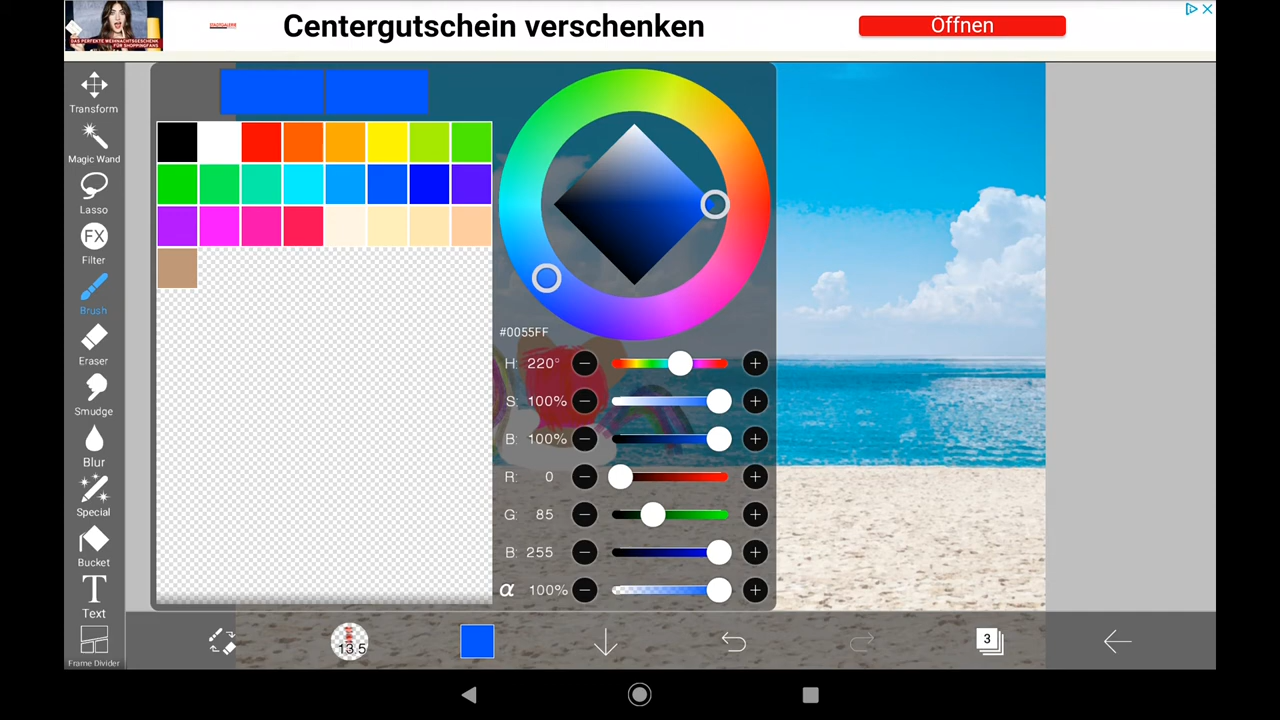 Centergutschein verschenken
Öffnen
Transform
Magic Wand
Lasso
FX
Filter
Brush
Eraser
Smudge
Blur
Special
Bucket
T
Text
Frame Divider
#0055FF
H: 220°
S: 100%
B: 100%
R: 0
G: 85
B: 255
α 100%
13.5
3